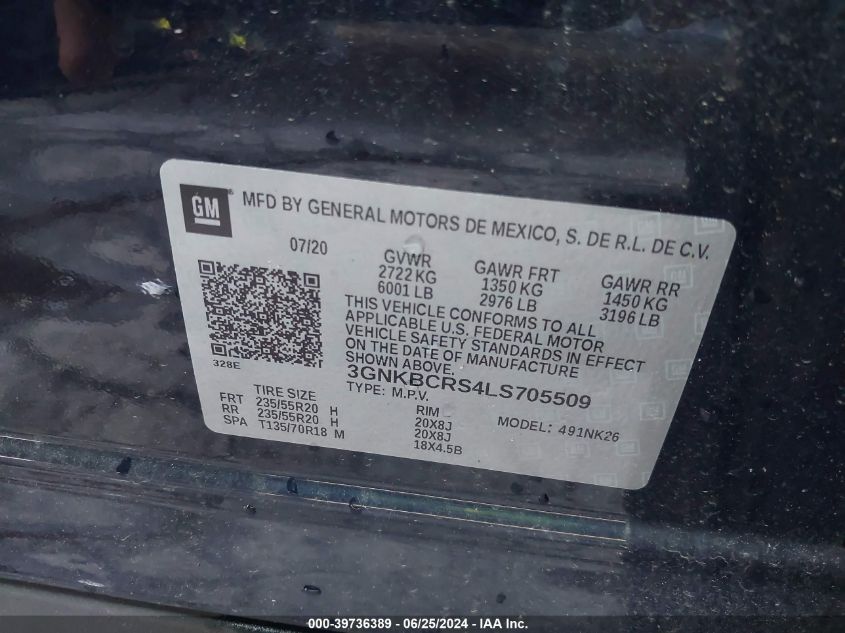 GM ® MFD BY GENERAL MOTORS DE MEXICO, S. DE R.L. DE C.V.
07/20
GVWR GAWR FRT GAWR RR
2722 KG 1350 KG 1450 KG
6001 LB 2976 LB 3196 LB
THIS VEHICLE CONFORMS TO ALL
APPLICABLE U.S. FEDERAL MOTOR
VEHICLE SAFETY STANDARDS IN EFFECT
ON THE DATE OF MANUFACTURE
SHOWN ABOVE.
328E
3GNKBCRS4LS705509
TYPE: M.P.V.
TIRE SIZE RIM MODEL: 491NK26
FRT 235/55R20 H 20X8J
RR 235/55R20 H 20X8J
SPA T135/70R18 M 18X4.5B
000-39736389 - 06/25/2024 - IAA Inc.